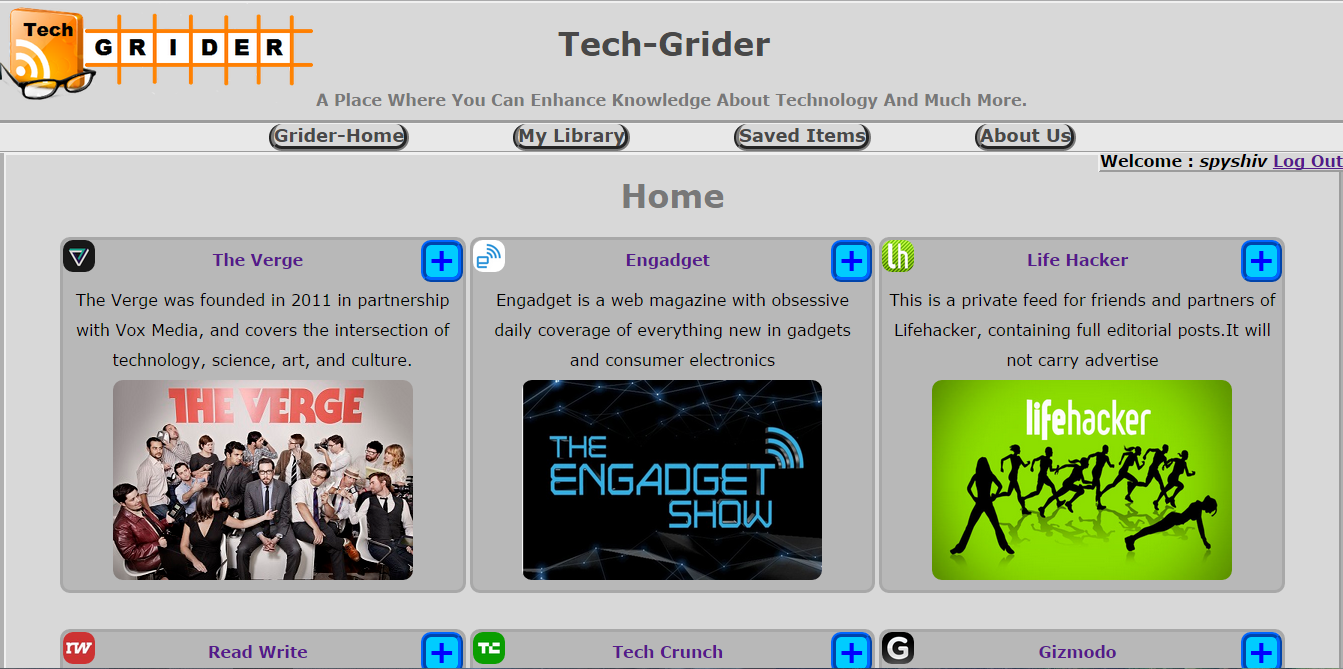 Tech
GRIDER
Tech-Grider
A Place Where You Can Enhance Knowledge About Technology And Much More.
Grider-Home My Library Saved Items About Us
Welcome : spyshiv Log Out
Home
The Verge +
The Verge was founded in 2011 in partnership
with Vox Media, and covers the intersection of
technology, science, art, and culture.
THE VERGE
Engadget +
Engadget is a web magazine with obsessive
daily coverage of everything new in gadgets
and consumer electronics
THE
ENGADGET
SHOW
lh Life Hacker +
This is a private feed for friends and partners of
Lifehacker, containing full editorial posts.It will
not carry advertise
lifehacker
rw Read Write +
TC Tech Crunch +
G Gizmodo +